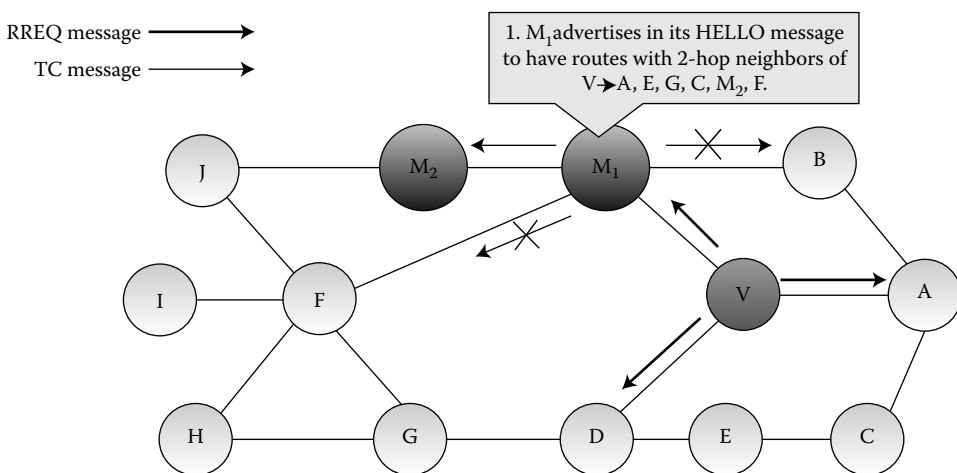 RREQ message
TC message
1. M₁advertises in its HELLO message
to have routes with 2-hop neighbors of
V→A, E, G, C, M₂, F.
J
M₂
M₁
B
I
F
V
A
H
G
D
E
C